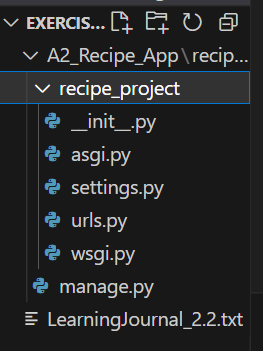 EXERCIS...
A2_Recipe_App\recip...
recipe_project
__init__.py
asgi.py
settings.py
urls.py
wsgi.py
manage.py
LearningJournal_2.2.txt